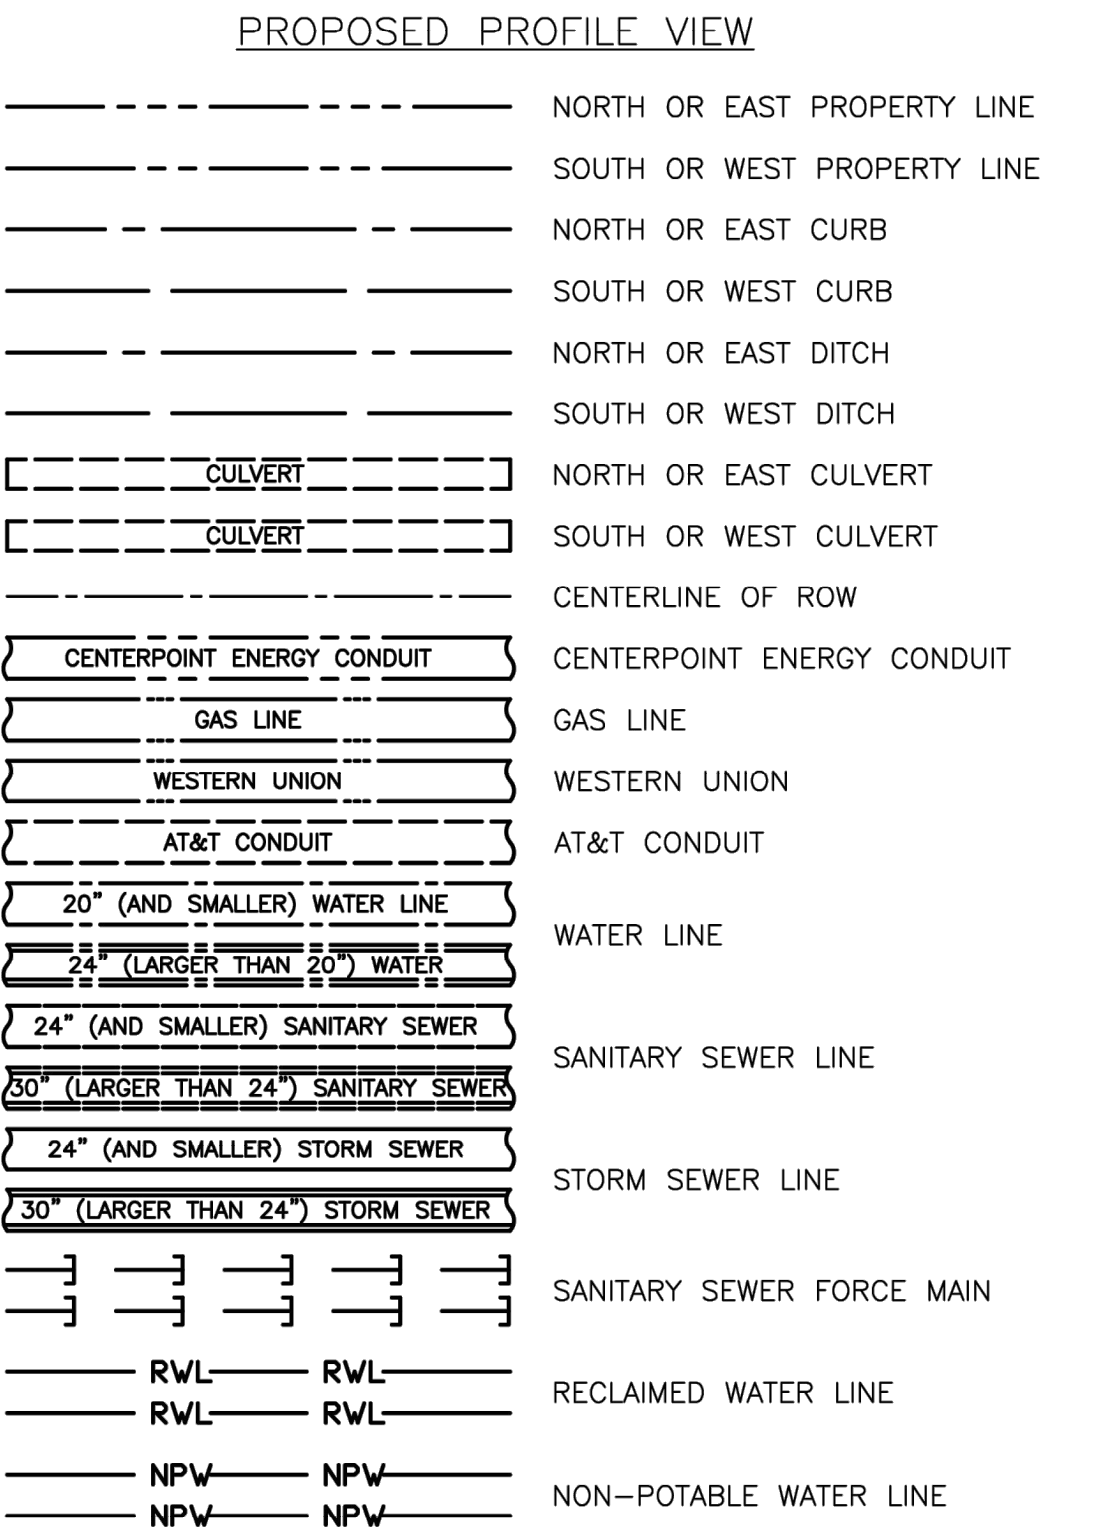 PROPOSED PROFILE VIEW
NORTH OR EAST PROPERTY LINE
SOUTH OR WEST PROPERTY LINE
NORTH OR EAST CURB
SOUTH OR WEST CURB
NORTH OR EAST DITCH
SOUTH OR WEST DITCH
CULVERT NORTH OR EAST CULVERT
CULVERT SOUTH OR WEST CULVERT
CENTERLINE OF ROW
CENTERPOINT ENERGY CONDUIT CENTERPOINT ENERGY CONDUIT
GAS LINE GAS LINE
WESTERN UNION WESTERN UNION
AT&T CONDUIT AT&T CONDUIT
20" (AND SMALLER) WATER LINE
WATER LINE
24" (LARGER THAN 20") WATER
24" (AND SMALLER) SANITARY SEWER
SANITARY SEWER LINE
30" (LARGER THAN 24") SANITARY SEWER
24" (AND SMALLER) STORM SEWER
STORM SEWER LINE
30" (LARGER THAN 24") STORM SEWER
SANITARY SEWER FORCE MAIN
RWL RWL
RECLAIMED WATER LINE
RWL RWL
NPW NPW
NON-POTABLE WATER LINE
NPW NPW